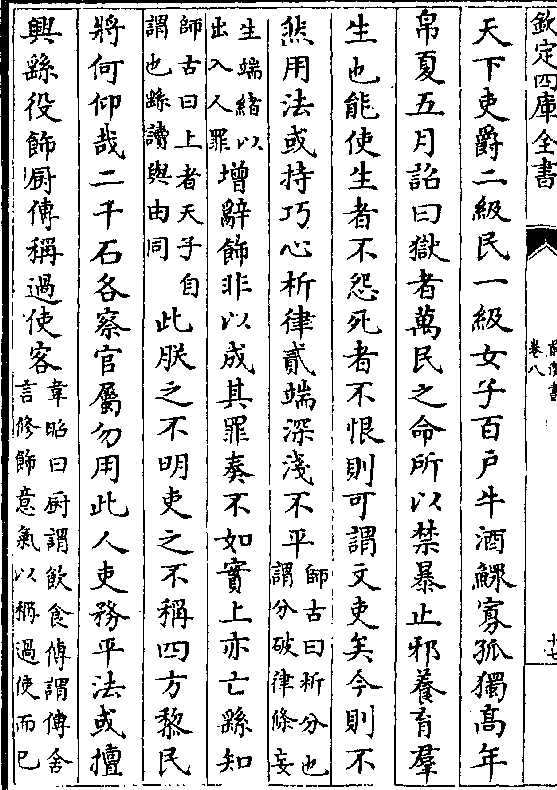 欽定四庫全書
前漢書
卷八
十七
天下吏爵二級民一級女子百戶牛酒鰥寡孤獨髙年
帛夏五月詔曰獄者萬民之命所以禁暴止邪養育羣
生也能使生者不怨死者不恨則可謂文吏矣今則不
然用法或持巧心析律貳端深淺不平
師古曰析分也
謂分破律條妄
生端緒以
出入人罪
增辭飾非以成其罪奏不如實上亦亡繇知
師古曰上者天子自
謂也繇讀與由同
此朕之不明吏之不稱四方黎民
將何仰哉二千石各察官屬勿用此人吏務平法或擅
興繇役飾厨傳稱過使客
韋昭曰厨謂飲食傳謂傳舍
言修飾意氣以稱過使而已